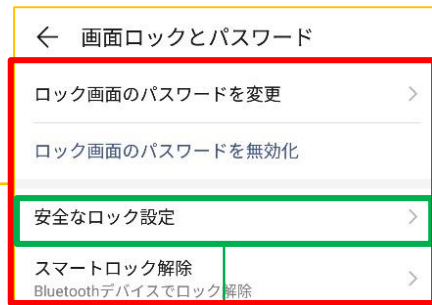 ← 画面ロックとパスワード
ロック画面のパスワードを変更
ロック画面のパスワードを無効化
安全なロック設定
スマートロック解除
Bluetoothデバイスでロック解除